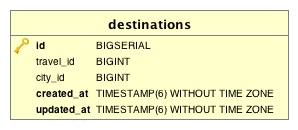 destinations
id BIGSERIAL
travel_id BIGINT
city_id BIGINT
created_at TIMESTAMP(6) WITHOUT TIME ZONE
updated_at TIMESTAMP(6) WITHOUT TIME ZONE